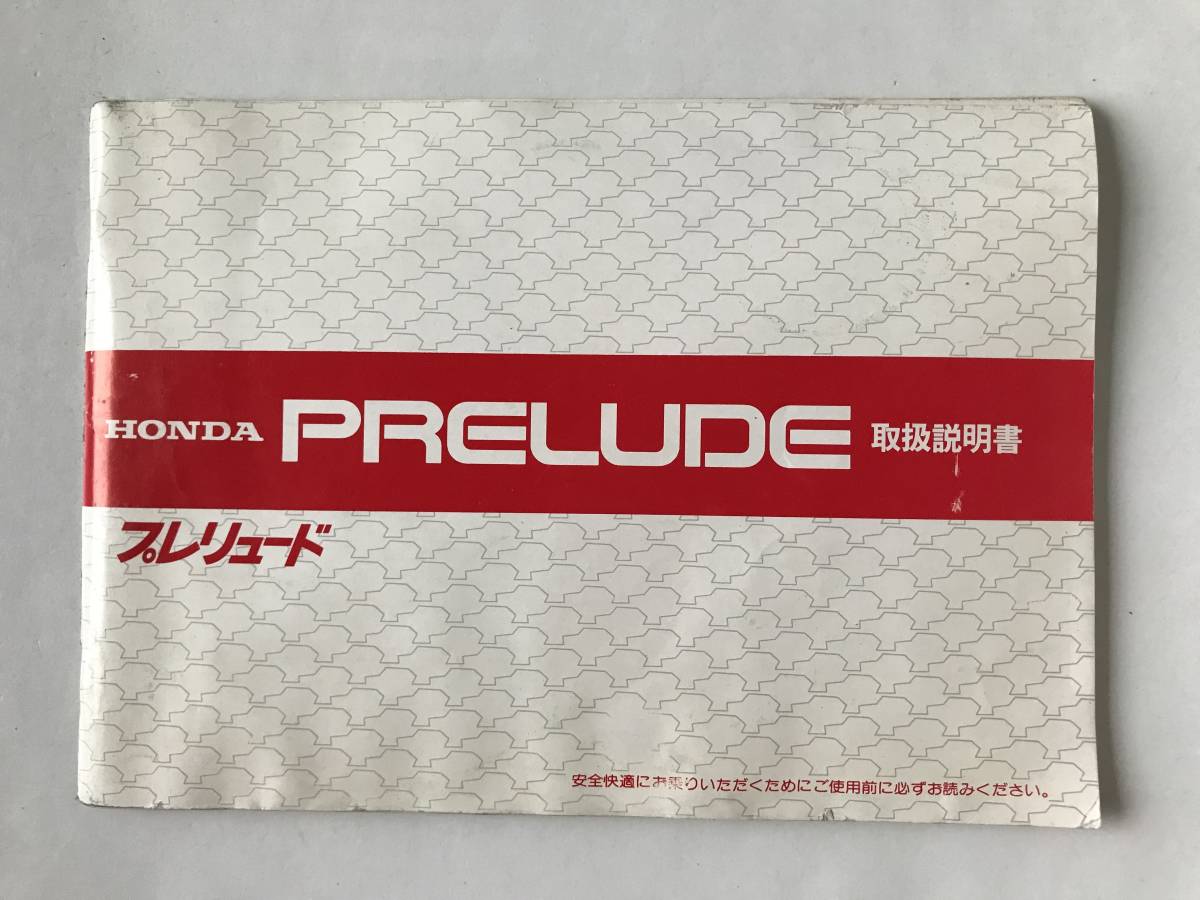 HONDA PRELUDE 取扱説明書
プレリュード
安全快適にお乗りいただくためにご使用前に必ずお読みください。